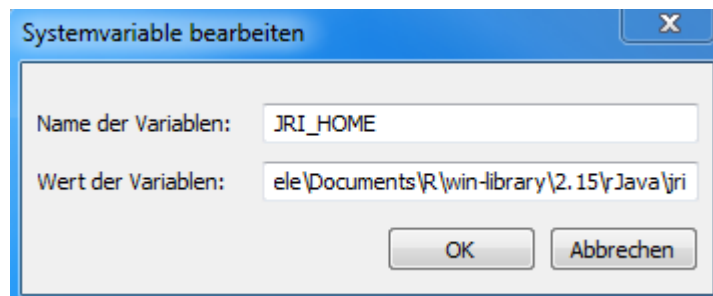 Systemvariable bearbeiten
Name der Variablen: JRI_HOME
Wert der Variablen: ele\Documents\R\win-library\2.15\rJava\jri
OK Abbrechen